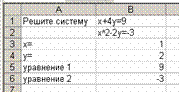 A B
1 Решите систему x+4y=9
2 x^2-2y=-3
3 x= 1
4 y= 2
5 уравнение 1 9
6 уравнение 2 -3